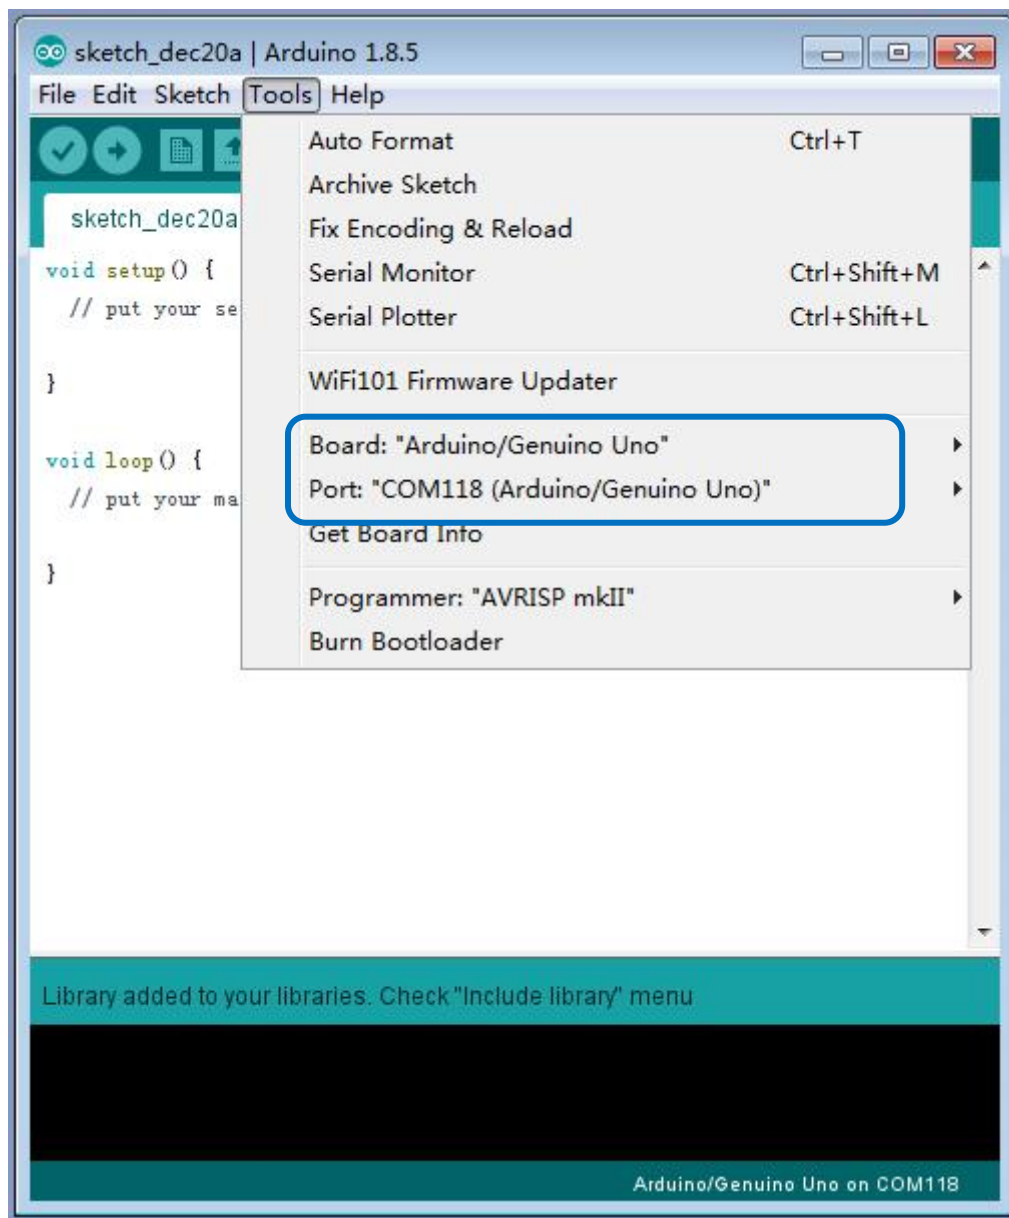 sketch_dec20a | Arduino 1.8.5
File Edit Sketch Tools Help
Auto Format Ctrl+T
Archive Sketch
sketch_dec20a
Fix Encoding & Reload
void setup() {
Serial Monitor Ctrl+Shift+M
// put your se
Serial Plotter Ctrl+Shift+L
}
WiFi101 Firmware Updater
Board: "Arduino/Genuino Uno"
void loop() {
Port: "COM118 (Arduino/Genuino Uno)"
// put your ma
Get Board Info
}
Programmer: "AVRISP mkII"
Burn Bootloader
Library added to your libraries. Check "Include library" menu
Arduino/Genuino Uno on COM118